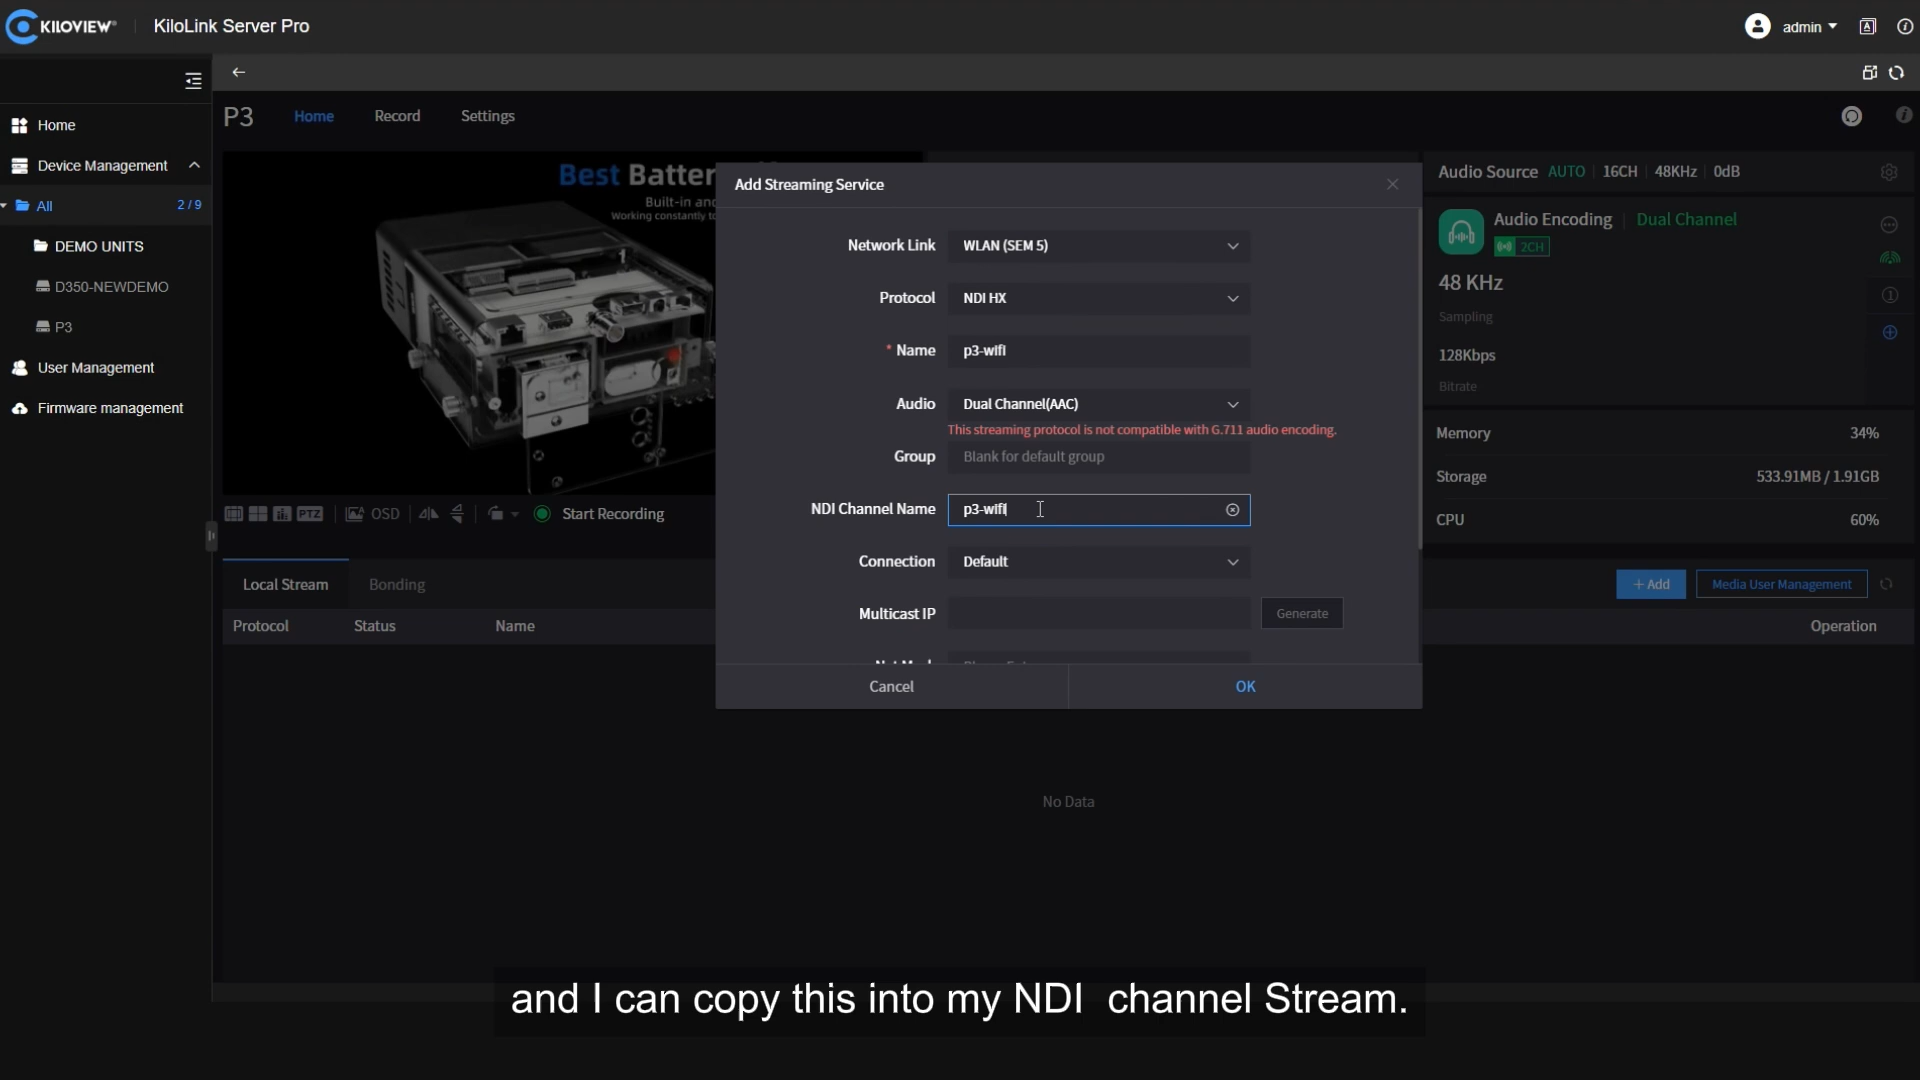 KILOVIEW
KiloLink Server Pro
admin
P3
Home
Record
Settings
Home
Device Management
All
2 / 9
DEMO UNITS
D350-NEWDEMO
P3
User Management
Firmware management
Best Batter
Built-in and
Working constantly to
PTZ
OSD
Start Recording
Add Streaming Service
Network Link
WLAN (SEM 5)
Protocol
NDI HX
* Name
p3-wifi
Audio
Dual Channel(AAC)
This streaming protocol is not compatible with G.711 audio encoding.
Group
Blank for default group
NDI Channel Name
p3-wifi
Connection
Default
Multicast IP
Generate
Cancel
OK
Audio Source AUTO 16CH 48KHz 0dB
Audio Encoding Dual Channel
2CH
48 KHz
Sampling
128Kbps
Bitrate
Memory
34%
Storage
533.91MB / 1.91GB
CPU
60%
Local Stream
Bonding
+ Add
Media User Management
Protocol
Status
Name
Operation
No Data
and I can copy this into my NDI channel Stream.